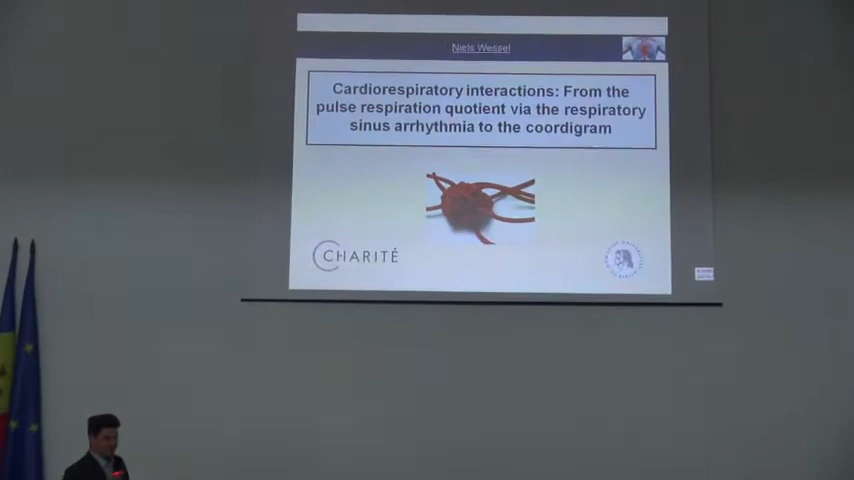 Niels Wessel
Cardiorespiratory interactions: From the
pulse respiration quotient via the respiratory
sinus arrhythmia to the coordigram
CHARITÉ